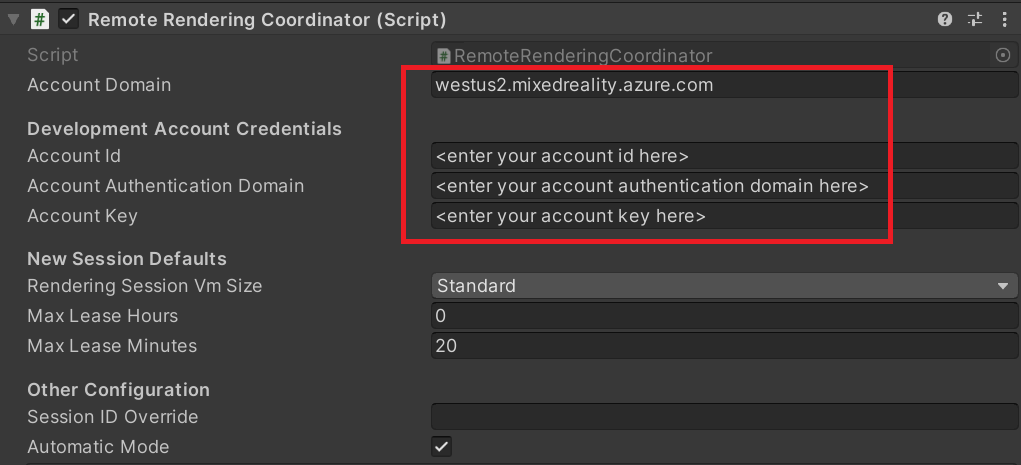 Remote Rendering Coordinator (Script)
Script RemoteRenderingCoordinator
Account Domain westus2.mixedreality.azure.com
Development Account Credentials
Account Id <enter your account id here>
Account Authentication Domain <enter your account authentication domain here>
Account Key <enter your account key here>
New Session Defaults
Rendering Session Vm Size Standard
Max Lease Hours 0
Max Lease Minutes 20
Other Configuration
Session ID Override
Automatic Mode